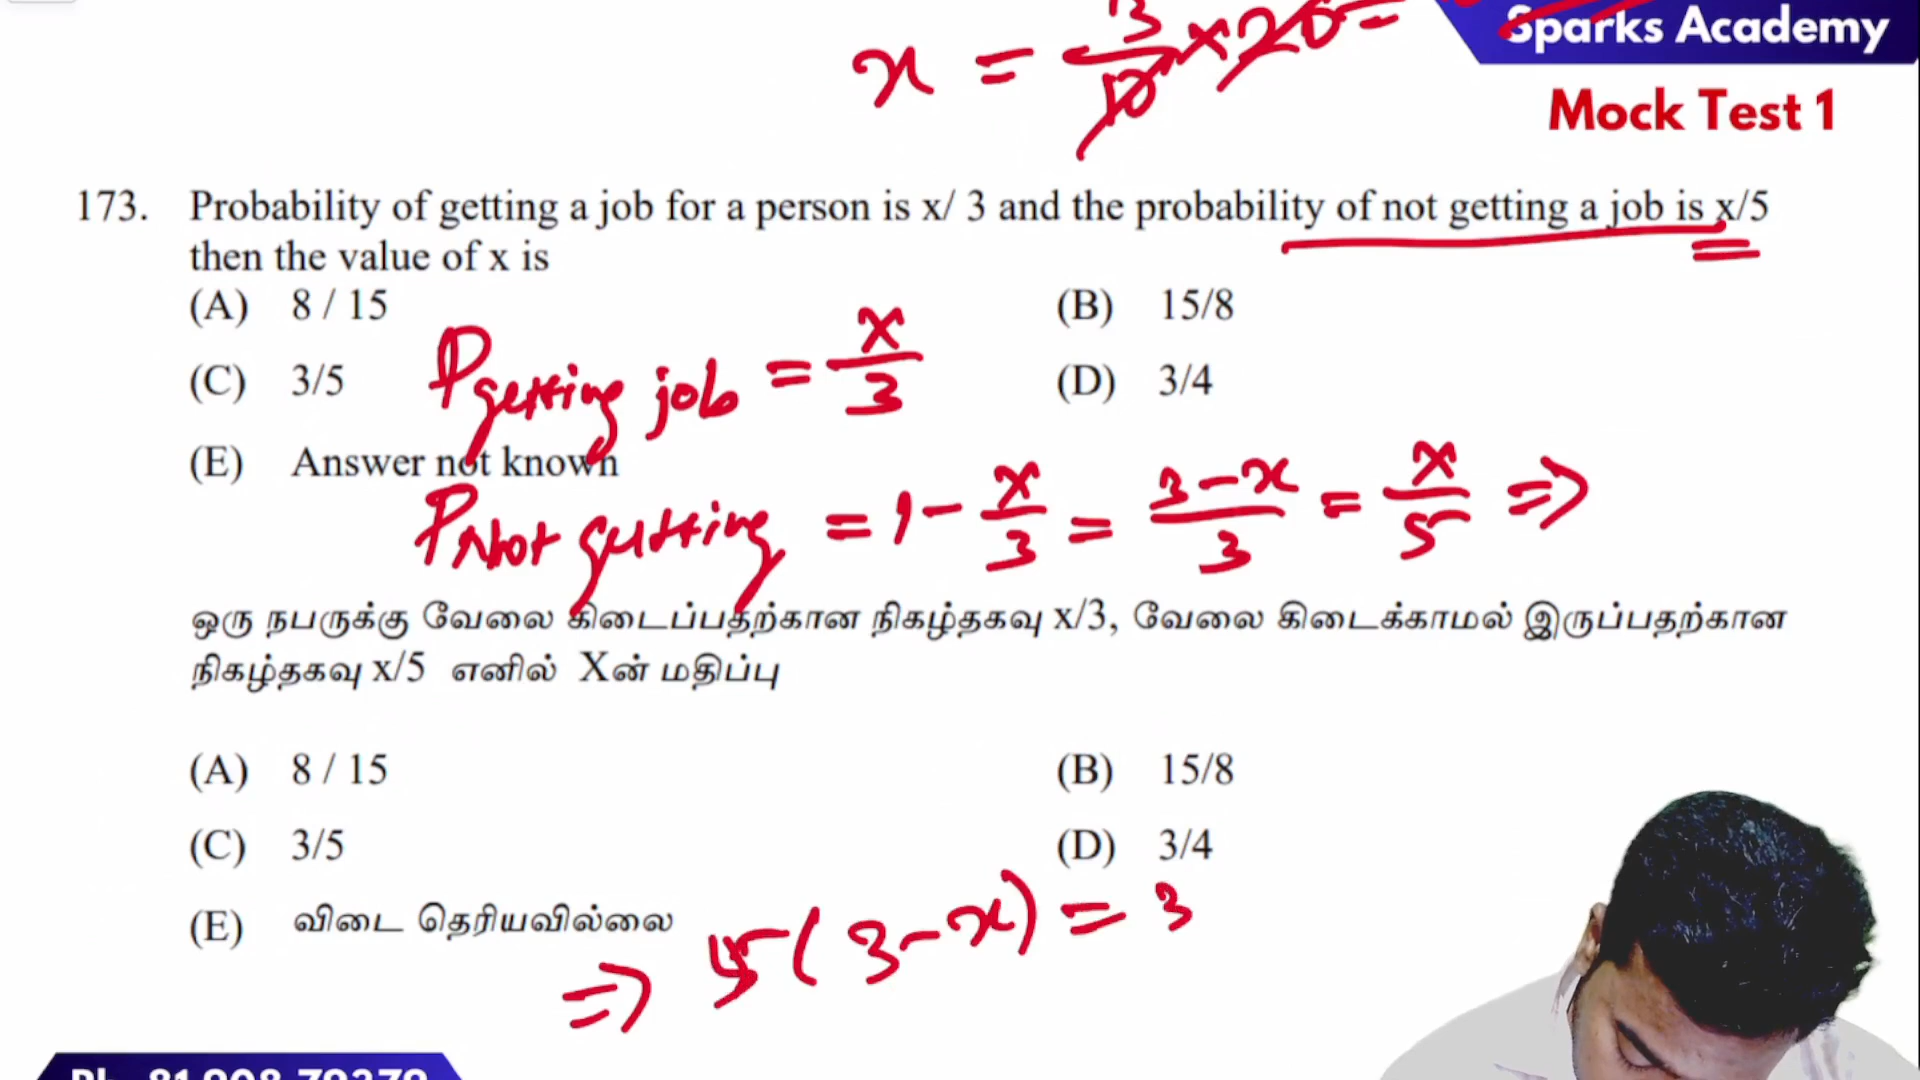 x = 3/10 × 20 =
Sparks Academy
Mock Test 1
173. Probability of getting a job for a person is x/ 3 and the probability of not getting a job is x/5
then the value of x is
(A) 8 / 15 (B) 15/8
(C) 3/5 (D) 3/4
P getting job = x/3
(E) Answer not known
P Not getting = 1 - x/3 = 3-x/3 = x/5 ⇒
ஒரு நபருக்கு வேலை கிடைப்பதற்கான நிகழ்தகவு x/3, வேலை கிடைக்காமல் இருப்பதற்கான
நிகழ்தகவு x/5 எனில் Xன் மதிப்பு
(A) 8 / 15 (B) 15/8
(C) 3/5 (D) 3/4
(E) விடை தெரியவில்லை
⇒ 5(3-x) = 3